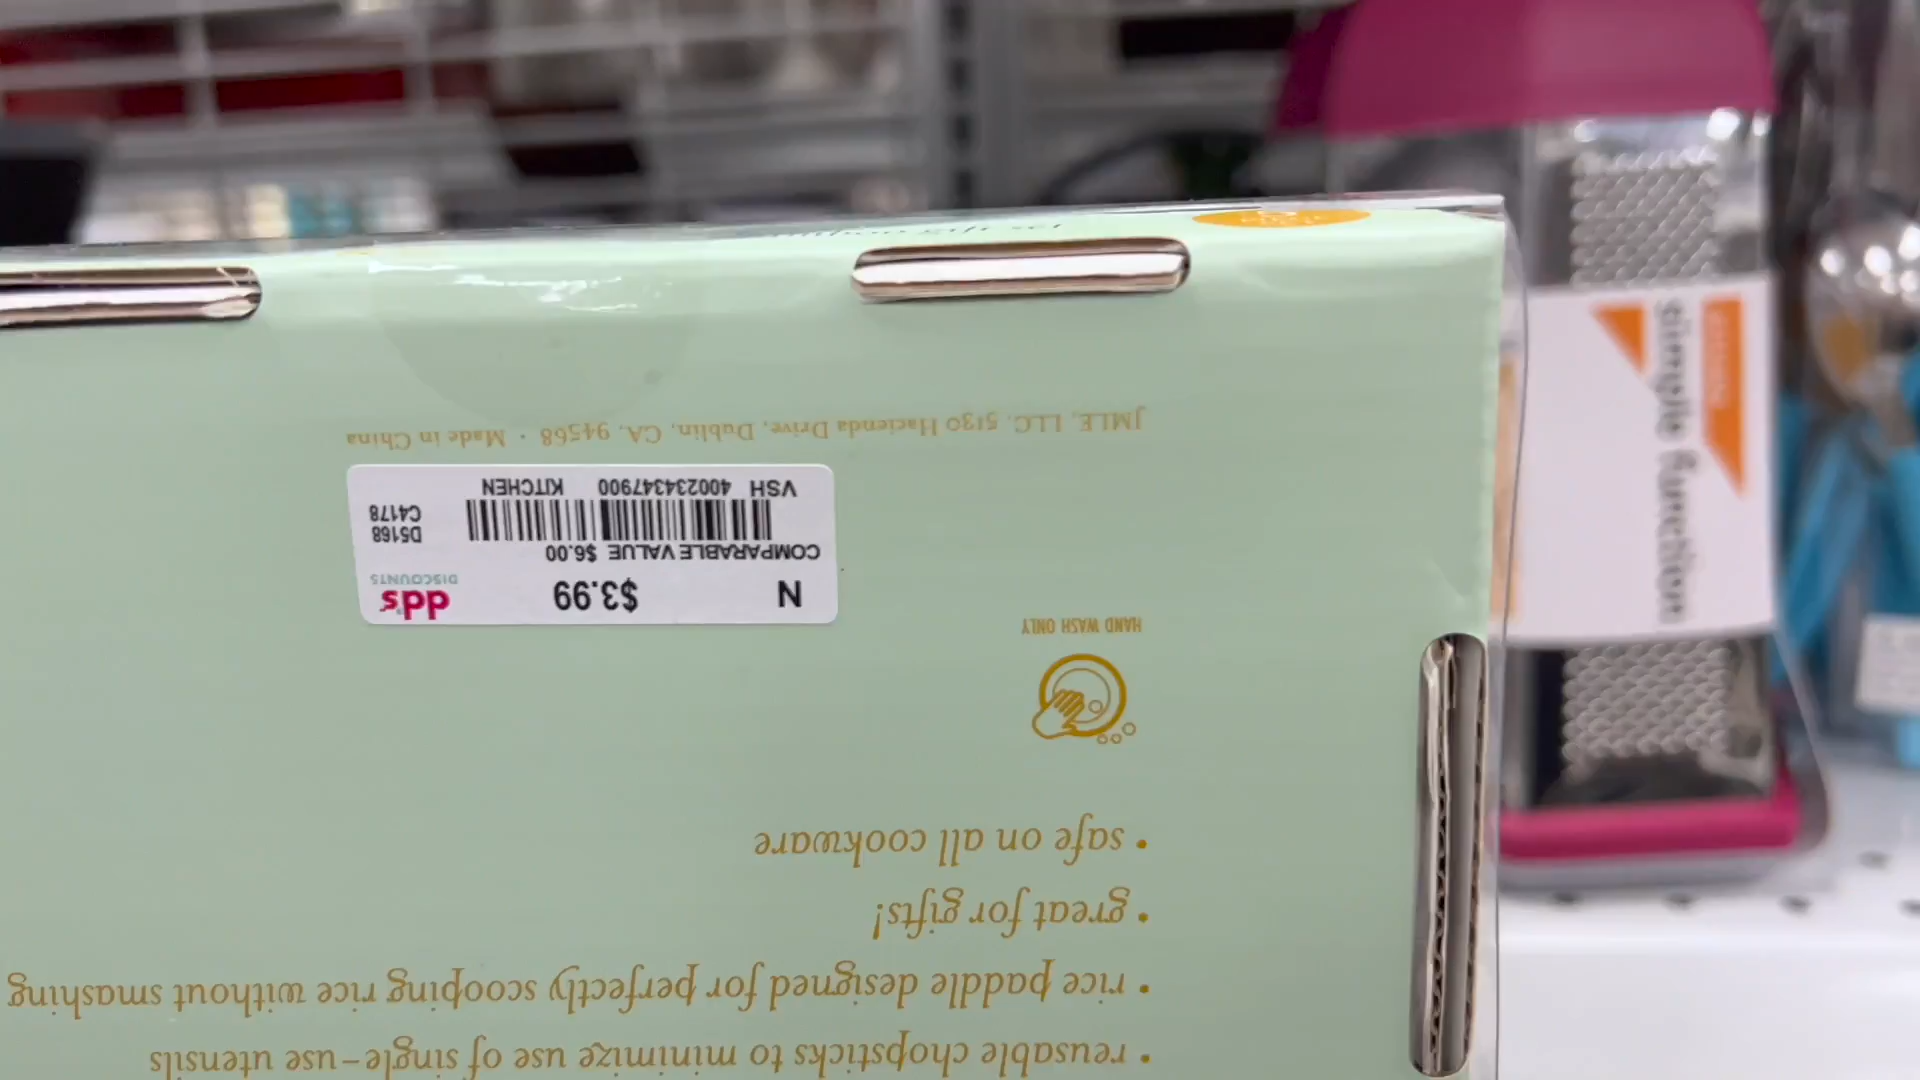 reusable chopsticks to minimize use of single-use utensils
• rice paddle designed for perfectly scooping rice without smashing
• great for gifts!
• safe on all cookware
HAND WASH ONLY
N $3.99 dd's DISCOUNTS
COMPARABLE VALUE $6.00
D5168
C4178
VSH 400234347900 KITCHEN
JMLE, LLC. 5130 Hacienda Drive, Dublin, CA, 94568 · Made in China
gift set
simple function